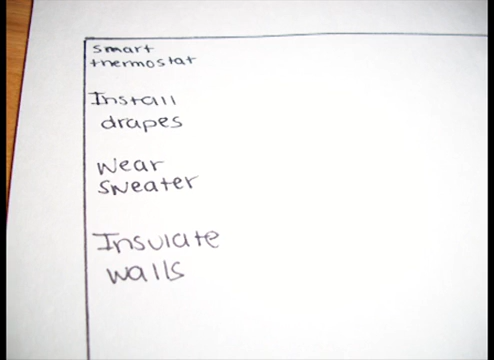 smart
thermostat
Install
drapes
Wear
Sweater
Insulate
walls